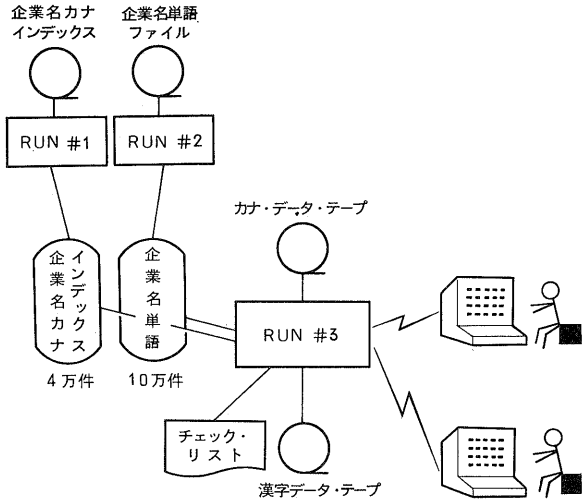 企業名カナ
インデックス
企業名単語
ファイル
RUN #1
RUN #2
カナ・データ・テープ
企業名カナ
インデックス
企業名単語
RUN #3
4万件
10万件
チェック・
リスト
漢字データ・テープ